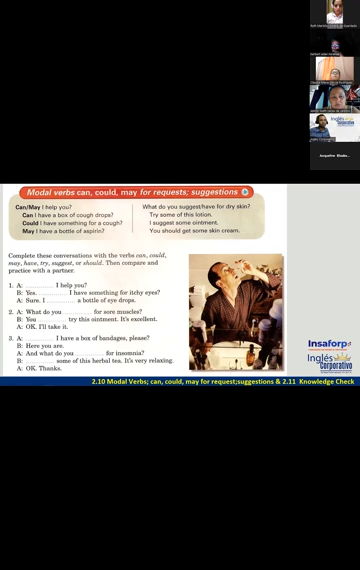 Modal verbs can, could, may for requests; suggestions
Can/May I help you?
Can I have a box of cough drops?
Could I have something for a cough?
May I have a bottle of aspirin?
What do you suggest/have for dry skin?
Try some of this lotion.
I suggest some ointment.
You should get some skin cream.
Complete these conversations with the verbs can, could,
may, have, try, suggest, or should. Then compare and
practice with a partner.
1. A: ............ I help you?
B: Yes. ............ I have something for itchy eyes?
A: Sure. I ............ a bottle of eye drops.
2. A: What do you ............ for sore muscles?
B: You ............ try this ointment. It's excellent.
A: OK. I'll take it.
3. A: ............ I have a box of bandages, please?
B: Here you are.
A: And what do you ............ for insomnia?
B: ............ some of this herbal tea. It's very relaxing.
A: OK. Thanks.
Insaforp
Inglés
Corporativo
2.10 Modal Verbs; can, could, may for request;suggestions & 2.11 Knowledge Check